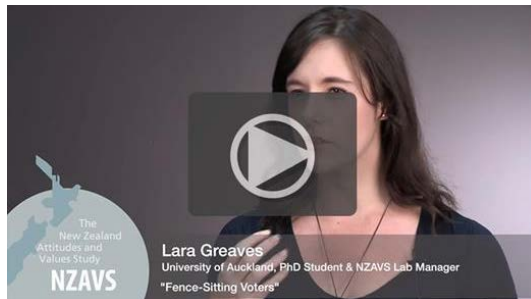 The
New Zealand
Attitudes and
Values Study
NZAVS
Lara Greaves
University of Auckland, PhD Student & NZAVS Lab Manager
"Fence-Sitting Voters"